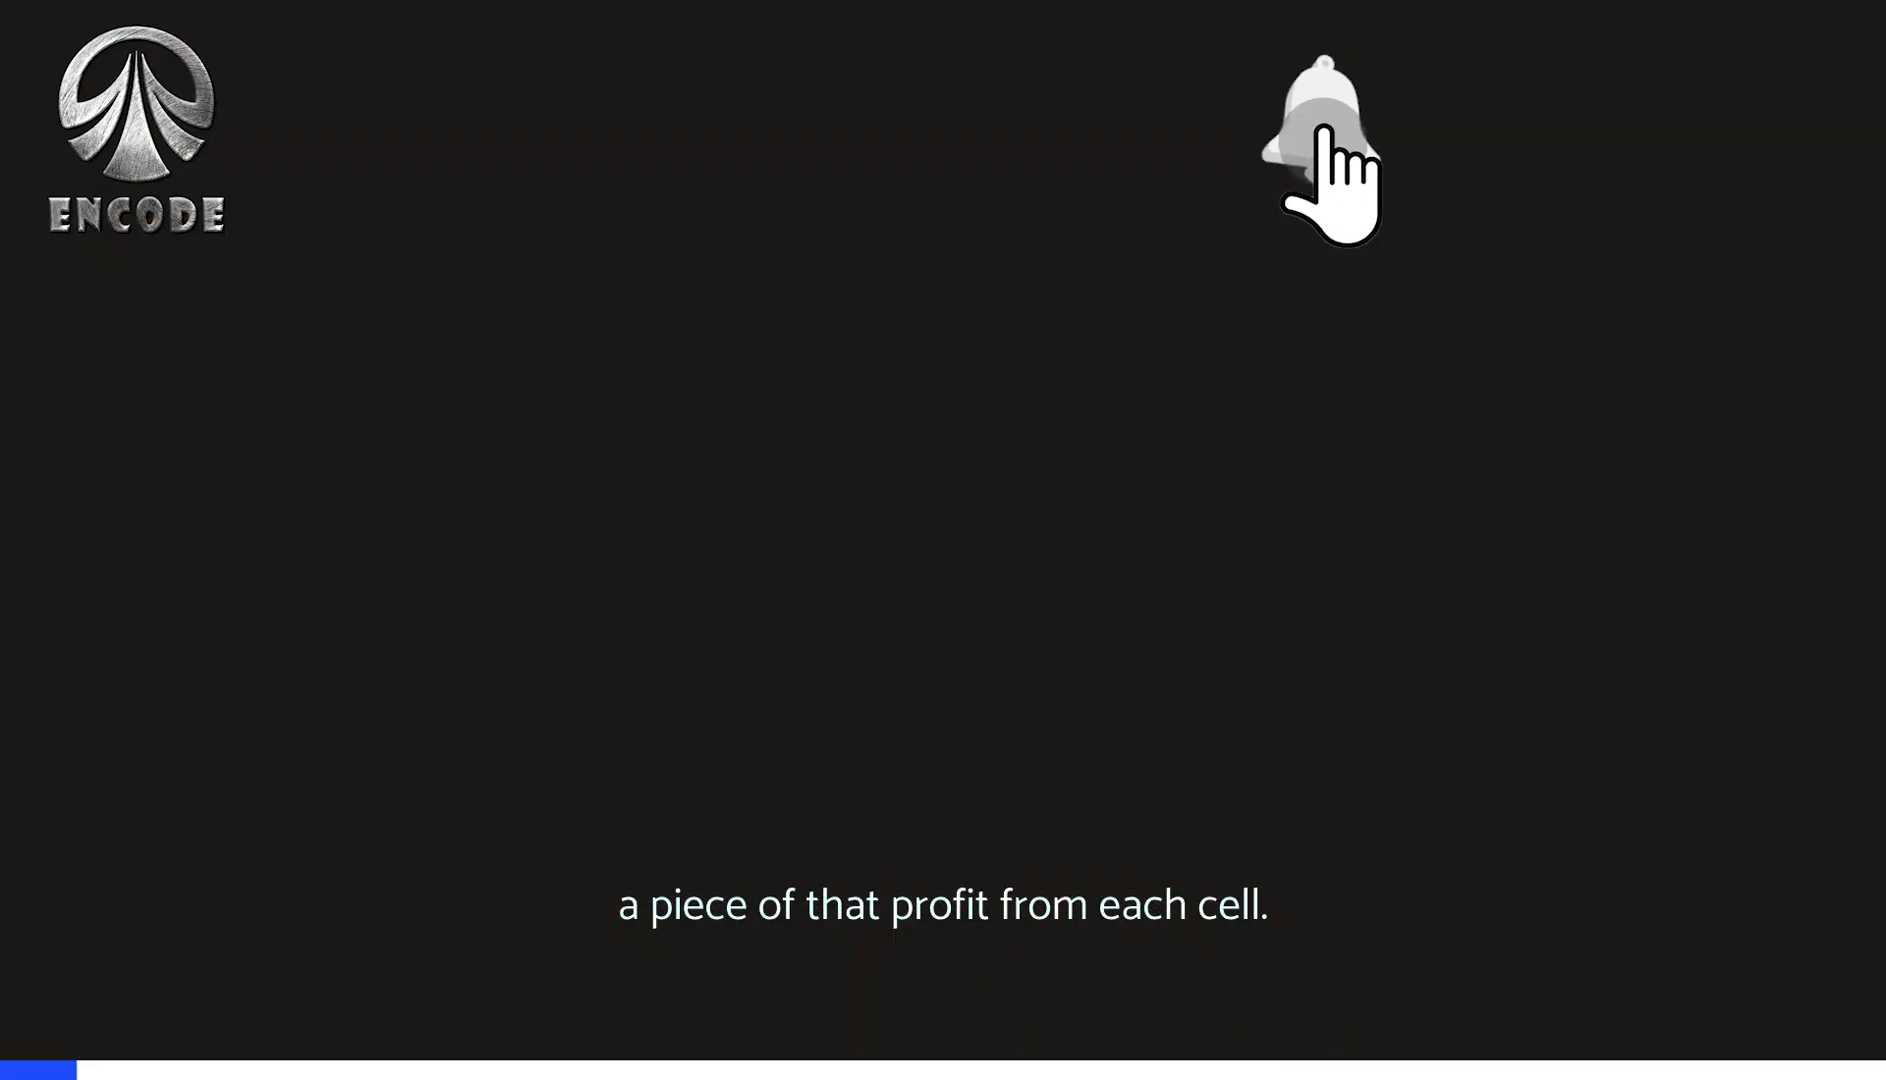 ENCODE
a piece of that profit from each cell.